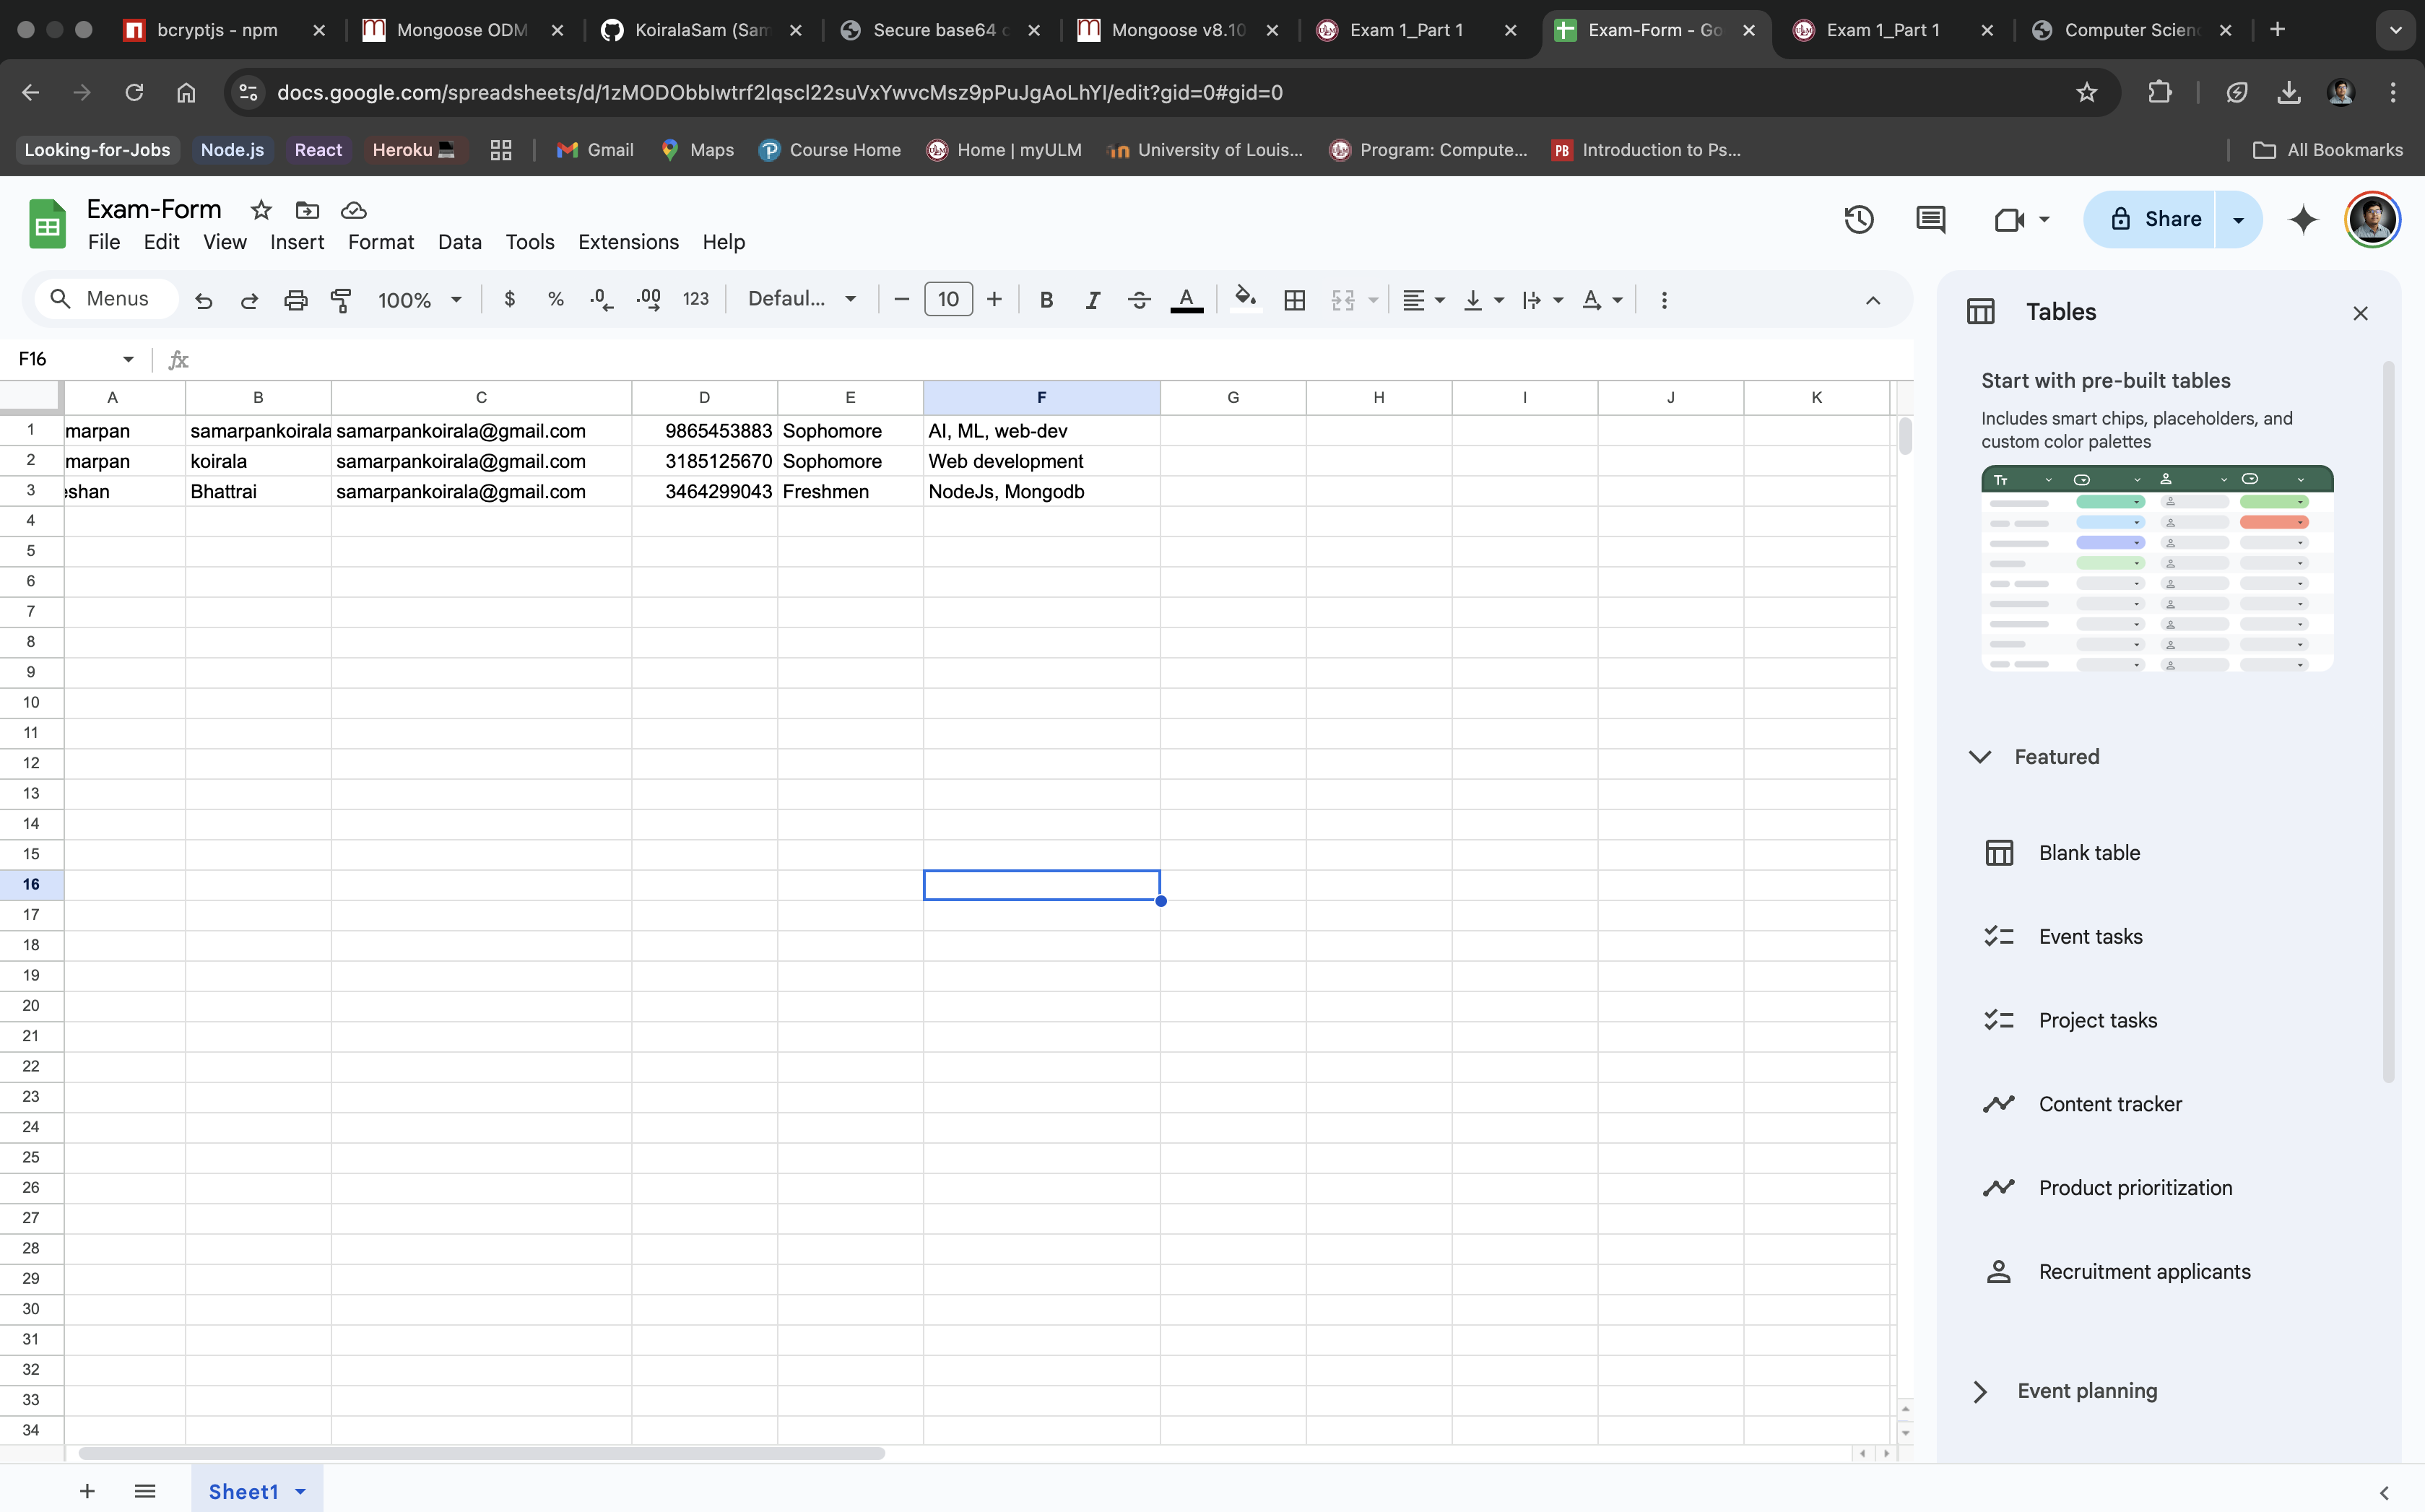 bcryptjs - npm
Mongoose ODM
KoiralaSam (Sam
Secure base64 c
Mongoose v8.10
Exam 1_Part 1
Exam-Form - Go
Exam 1_Part 1
Computer Scien
docs.google.com/spreadsheets/d/1zMODObbIwtrf2Iqscl22suVxYwvcMsz9pPuJgAoLhYI/edit?gid=0#gid=0
Looking-for-Jobs Node.js React Heroku Gmail Maps Course Home Home | myULM University of Louis... Program: Compute... PB Introduction to Ps... All Bookmarks
Exam-Form
File Edit View Insert Format Data Tools Extensions Help
Share
Menus 100% $ % .0 .00 123 Defaul... 10 B I A
F16 fx
A B C D E F G H I J K
1 marpan samarpankoirala samarpankoirala@gmail.com 9865453883 Sophomore AI, ML, web-dev
2 marpan koirala samarpankoirala@gmail.com 3185125670 Sophomore Web development
3 eshan Bhattrai samarpankoirala@gmail.com 3464299043 Freshmen NodeJs, Mongodb
4
5
6
7
8
9
10
11
12
13
14
15
16
17
18
19
20
21
22
23
24
25
26
27
28
29
30
31
32
33
34
Sheet1
Tables
Start with pre-built tables
Includes smart chips, placeholders, and
custom color palettes
Tт
Featured
Blank table
Event tasks
Project tasks
Content tracker
Product prioritization
Recruitment applicants
Event planning